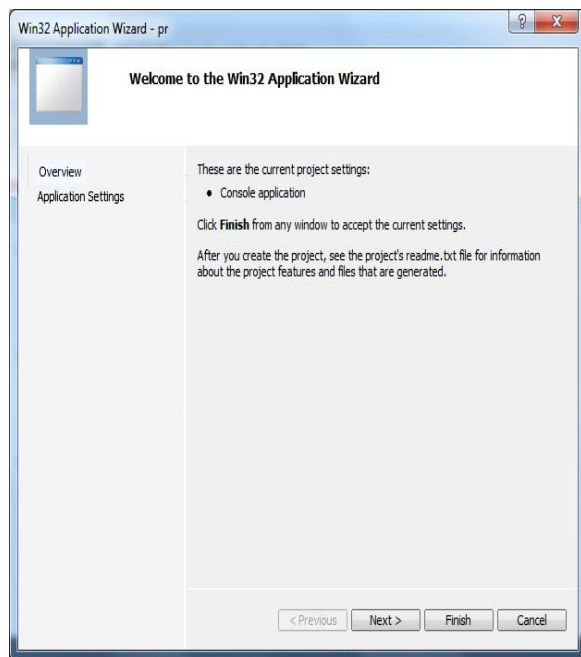 Win32 Application Wizard - pr
Welcome to the Win32 Application Wizard
Overview
Application Settings
These are the current project settings:
• Console application
Click Finish from any window to accept the current settings.
After you create the project, see the project's readme.txt file for information
about the project features and files that are generated.
< Previous
Next >
Finish
Cancel